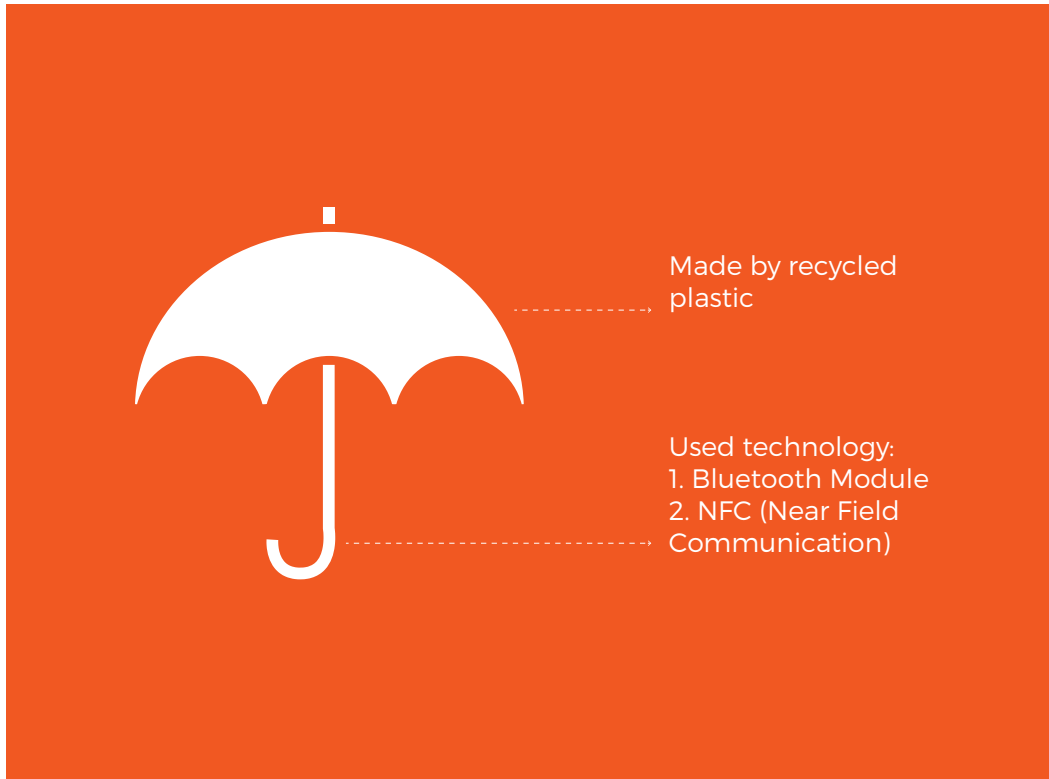 Made by recycled
plastic
Used technology:
1. Bluetooth Module
2. NFC (Near Field
Communication)